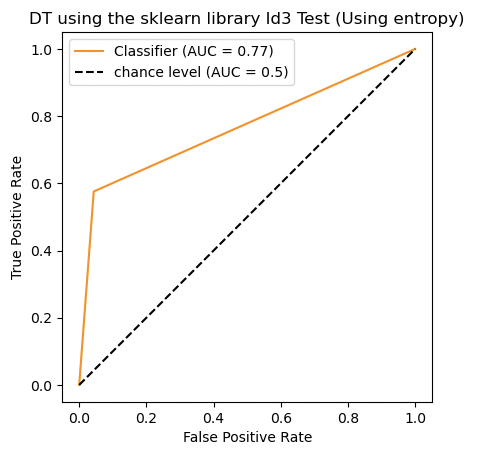 DT using the sklearn library Id3 Test (Using entropy)
Classifier (AUC = 0.77)
chance level (AUC = 0.5)
True Positive Rate
1.0
0.8
0.6
0.4
0.2
0.0
0.0 0.2 0.4 0.6 0.8 1.0
False Positive Rate